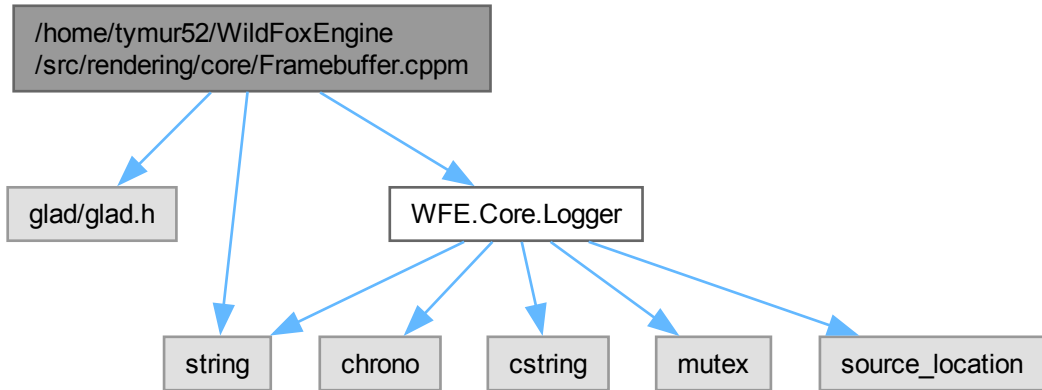 /home/tymur52/WildFoxEngine
/src/rendering/core/Framebuffer.cppm
glad/glad.h
WFE.Core.Logger
string
chrono
cstring
mutex
source_location